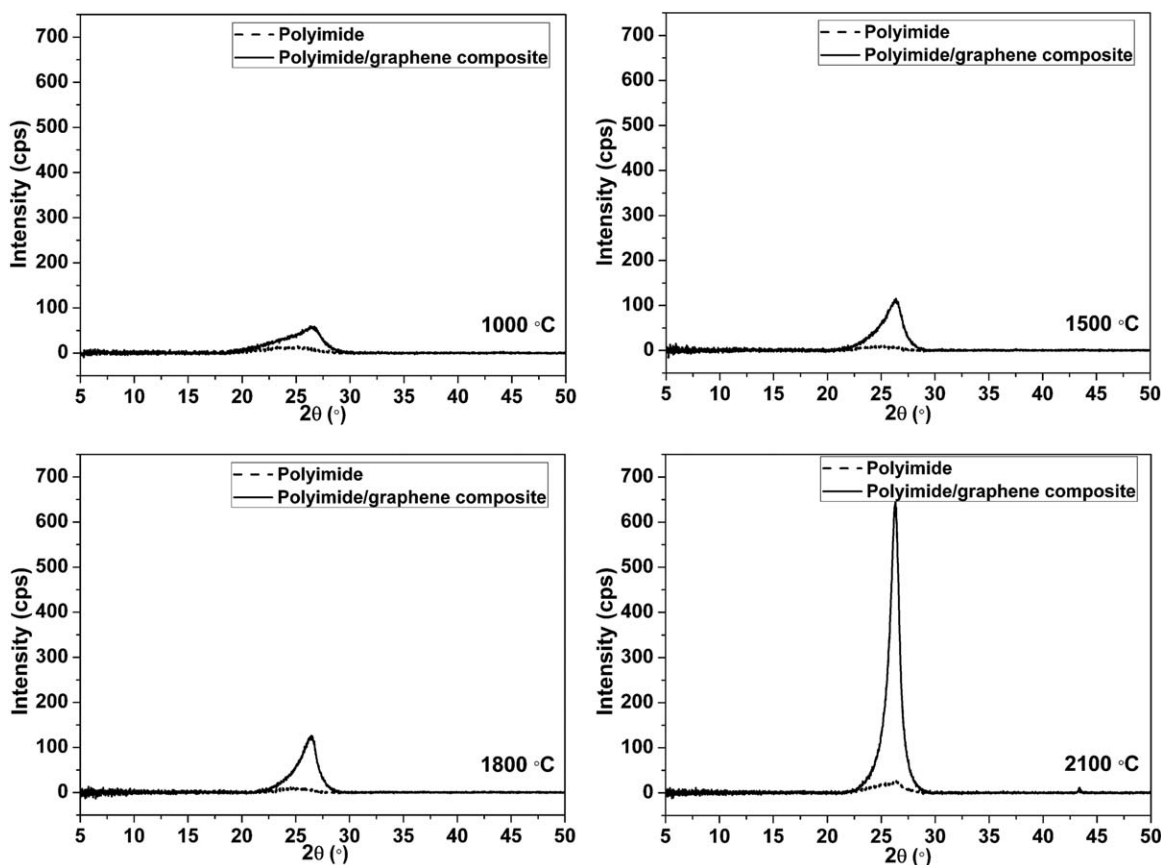 Polyimide
Polyimide/graphene composite
700
600
500
400
300
200
100
0
Intensity (cps)
1000 °C
5 10 15 20 25 30 35 40 45 50
2θ (°)
Polyimide
Polyimide/graphene composite
700
600
500
400
300
200
100
0
Intensity (cps)
1500 °C
5 10 15 20 25 30 35 40 45 50
2θ (°)
Polyimide
Polyimide/graphene composite
700
600
500
400
300
200
100
0
Intensity (cps)
1800 °C
5 10 15 20 25 30 35 40 45 50
2θ (°)
Polyimide
Polyimide/graphene composite
700
600
500
400
300
200
100
0
Intensity (cps)
2100 °C
5 10 15 20 25 30 35 40 45 50
2θ (°)